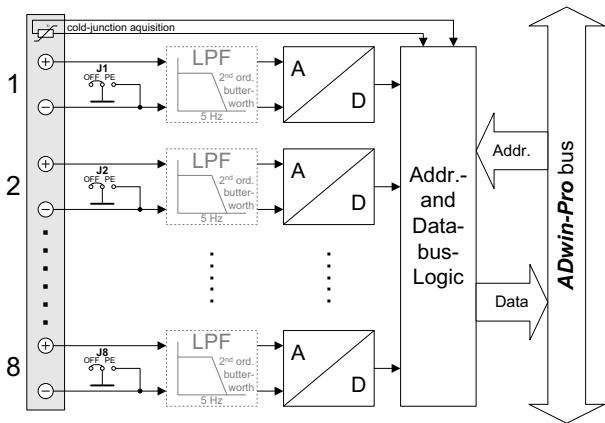 cold-junction aquisition
1
+
−
J1
OFF PE
LPF
2nd ord.
butter-
worth
5 Hz
A
D
2
+
−
J2
OFF PE
LPF
2nd ord.
butter-
worth
5 Hz
A
D
8
+
−
J8
OFF PE
LPF
2nd ord.
butter-
worth
5 Hz
A
D
Addr.-
and
Data-
bus-
Logic
Addr.
Data
ADwin-Pro bus